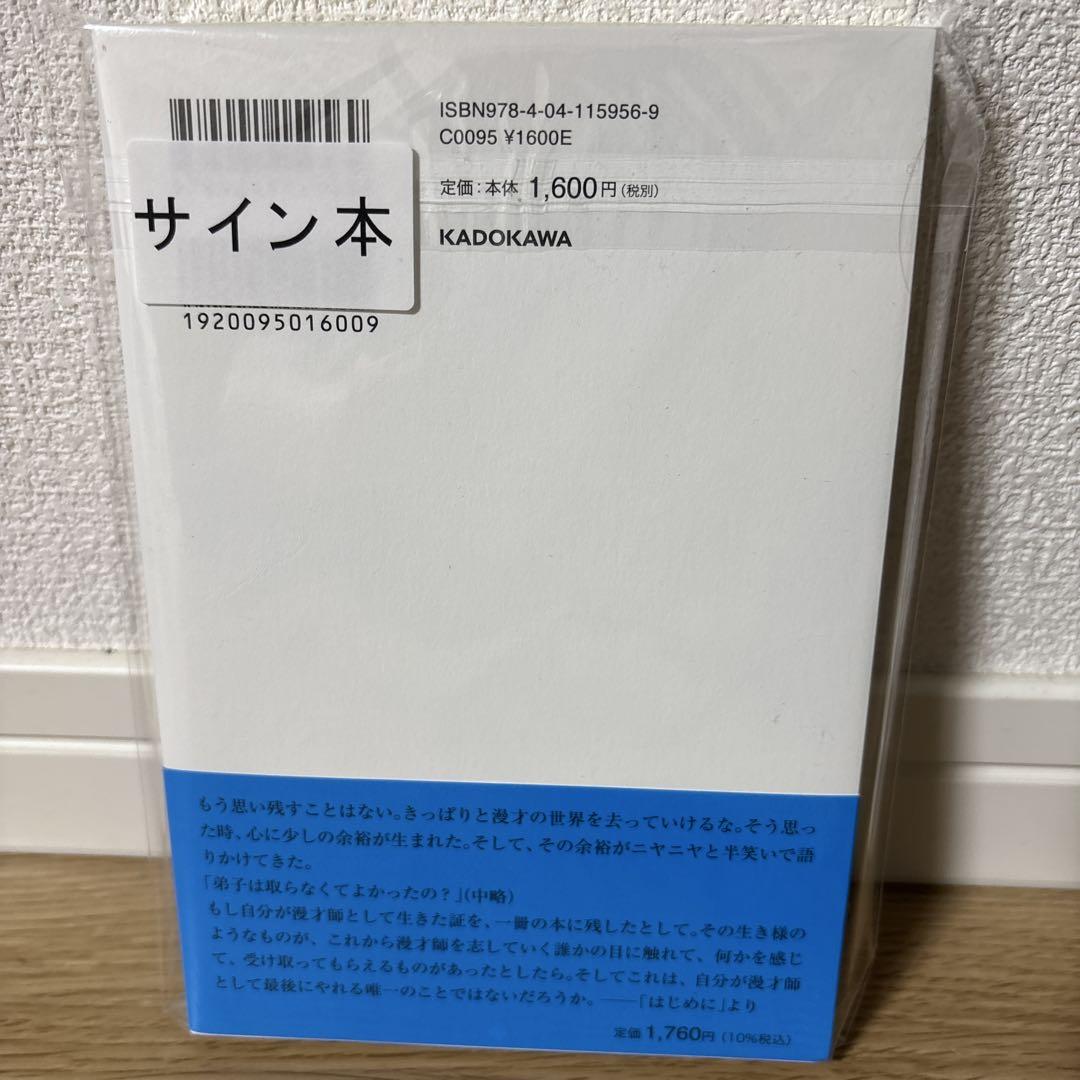 ISBN978-4-04-115956-9
C0095 ¥1600E
定価：本体 1,600円（税別）
KADOKAWA
サイン本
1920095016009
もう思い残すことはない。きっぱりと漫才の世界を去っていけるな。そう思っ
た時、心に少しの余裕が生まれた。そして、その余裕がニヤニヤと半笑いで語
りかけてきた。
「弟子は取らなくてよかったの？」（中略）
もし自分が漫才師として生きた証を、一冊の本に残したとして。その生き様の
ようなものが、これから漫才師を志していく誰かの目に触れて、何かを感じ
て、受け取ってもらえるものがあったとしたら。そしてこれは、自分が漫才師
として最後にやれる唯一のことではないだろうか。――「はじめに」より
定価 1,760円（10%税込）